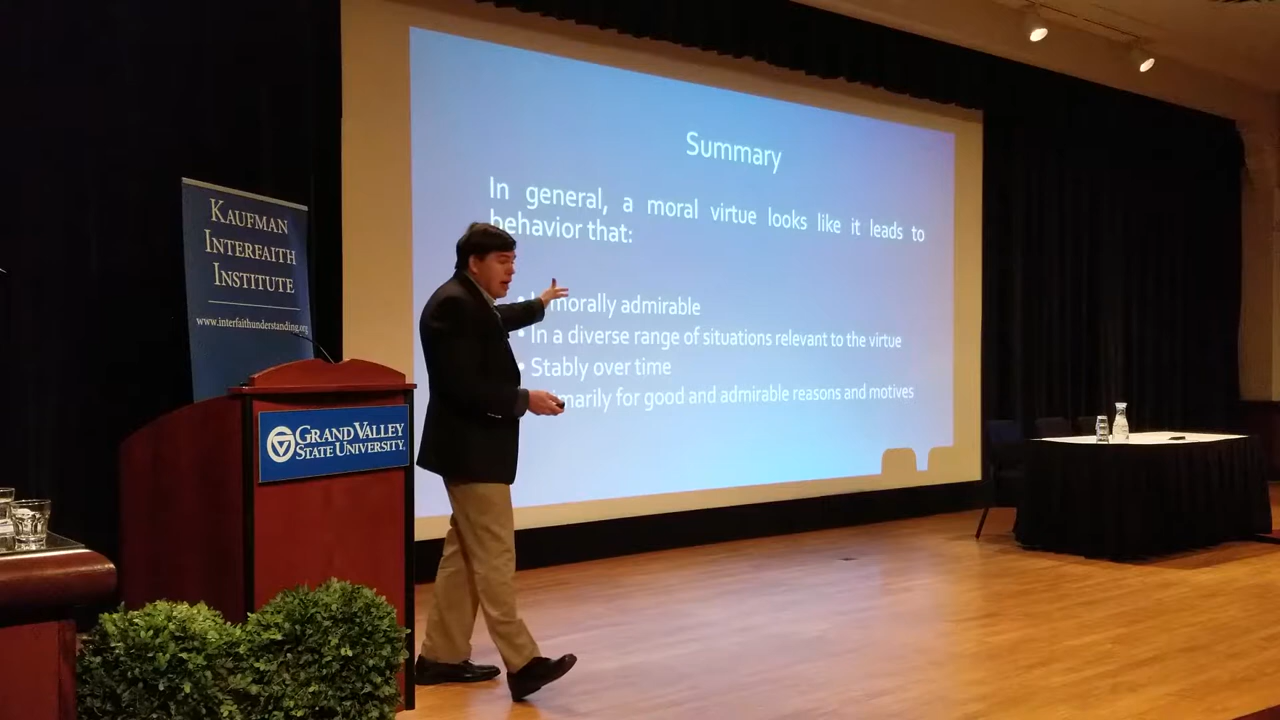 Summary
In general, a moral virtue looks like it leads to
behavior that:
morally admirable
• In a diverse range of situations relevant to the virtue
• Stably over time
for good and admirable reasons and motives
KAUFMAN
INTERFAITH
INSTITUTE
www.interfaithunderstanding.org
GRAND VALLEY
STATE UNIVERSITY.